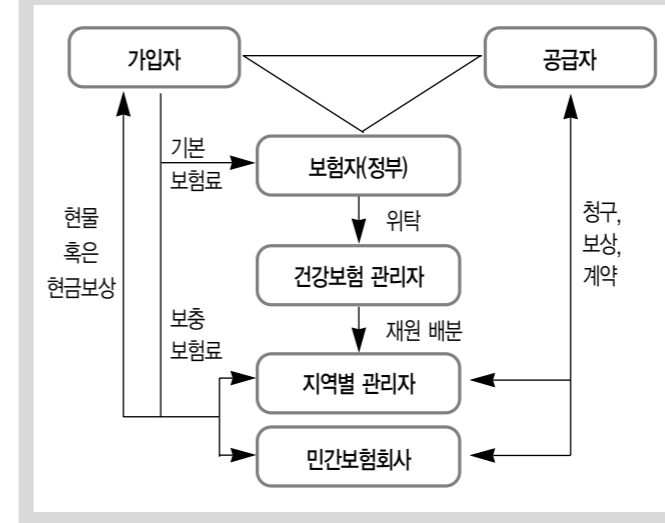 가입자
공급자
기본
보험료
보험자(정부)
위탁
현물
혹은
현금보상
청구,
보상,
계약
건강보험 관리자
재원 배분
보충
보험료
지역별 관리자
민간보험회사